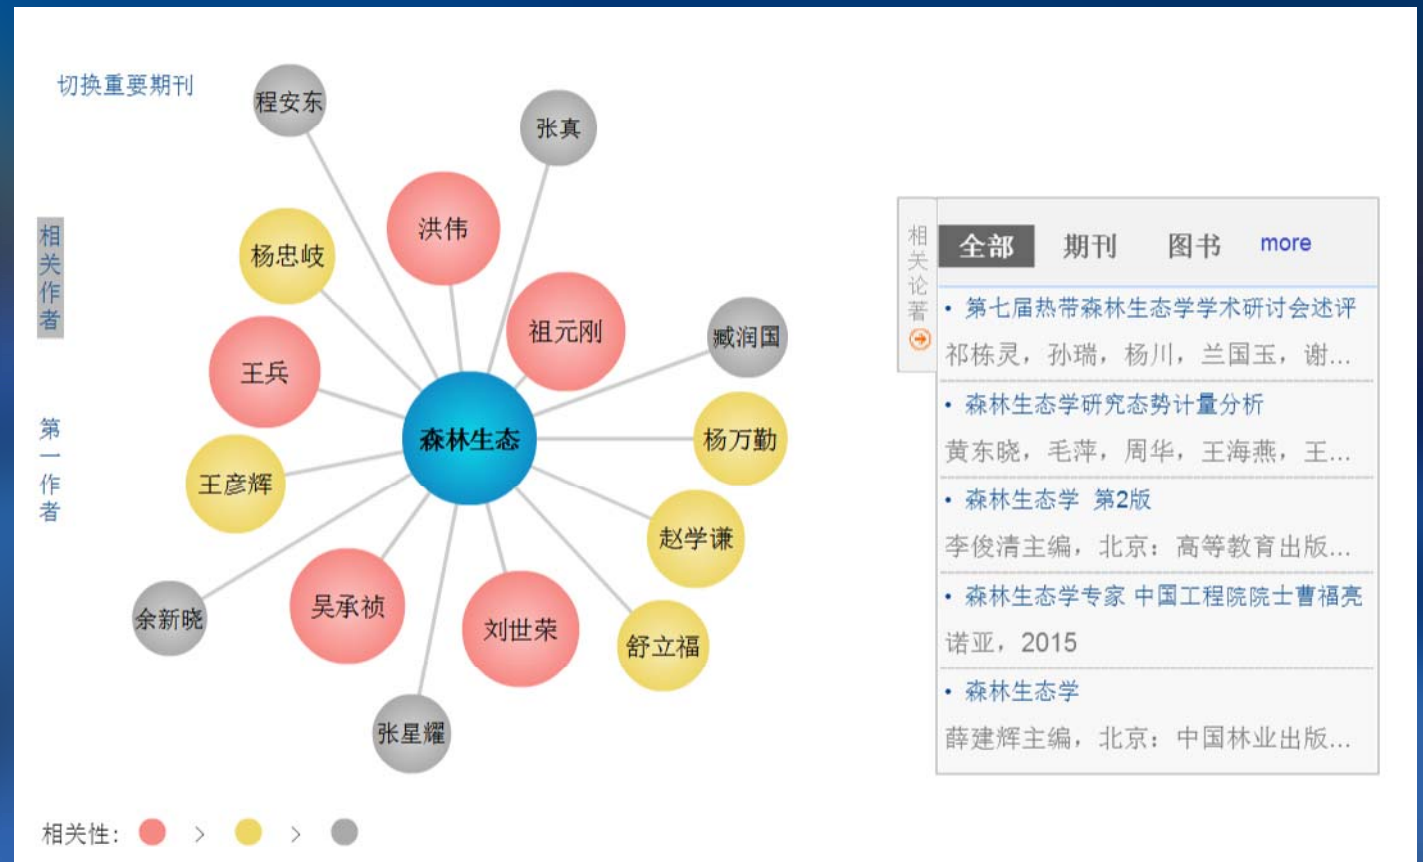 切换重要期刊
相关作者
第一作者
程安东
张真
洪伟
杨忠岐
祖元刚
臧润国
王兵
森林生态
杨万勤
王彦辉
赵学谦
吴承祯
余新晓
刘世荣
舒立福
张星耀
相关性: > >
相关论著
全部 期刊 图书 more
• 第七届热带森林生态学学术研讨会述评
祁栋灵，孙瑞，杨川，兰国玉，谢...
• 森林生态学研究态势计量分析
黄东晓，毛萍，周华，王海燕，王...
• 森林生态学 第2版
李俊清主编，北京：高等教育出版...
• 森林生态学专家 中国工程院院士曹福亮
诺亚，2015
• 森林生态学
薛建辉主编，北京：中国林业出版...